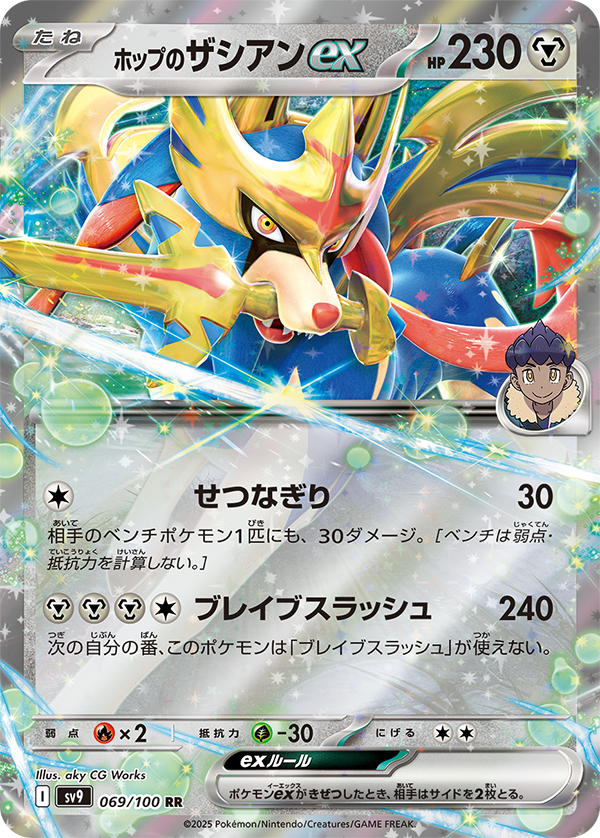 たね ホップのザシアンex HP230
せつなぎり 30
相手のベンチポケモン1匹にも、30ダメージ。[ベンチは弱点・
抵抗力を計算しない。]
ブレイブスラッシュ 240
次の自分の番、このポケモンは「ブレイブスラッシュ」が使えない。
弱点 ×2 抵抗力 -30 にげる
Illus. aky CG Works
exルール
ポケモンexがきぜつしたとき、相手はサイドを2枚とる。
I sv9 069/100 RR
©2025 Pokémon/Nintendo/Creatures/GAME FREAK.